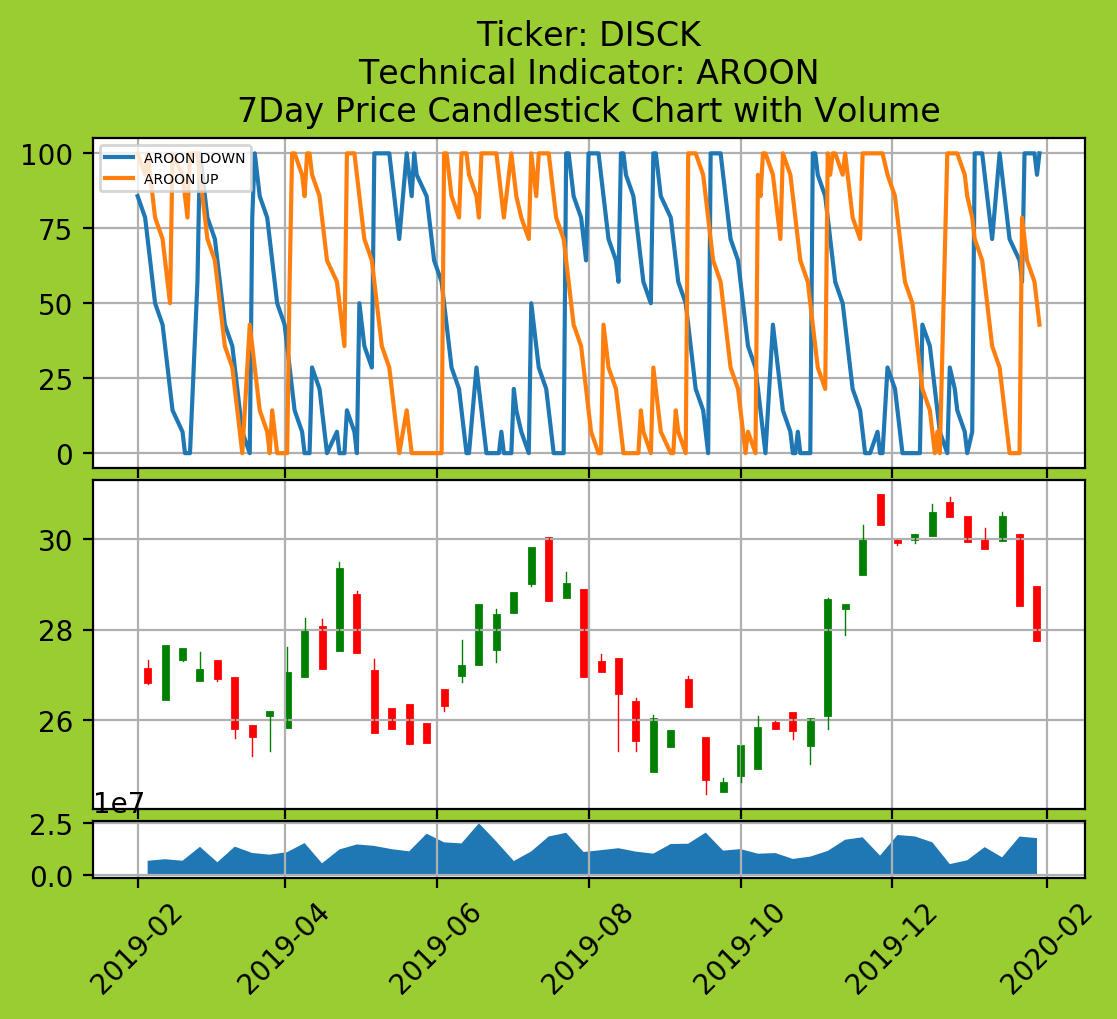 Ticker: DISCK
Technical Indicator: AROON
7Day Price Candlestick Chart with Volume
AROON DOWN
AROON UP
100
75
50
25
0
30
28
26
1e7
2.5
0.0
2019-02
2019-04
2019-06
2019-08
2019-10
2019-12
2020-02